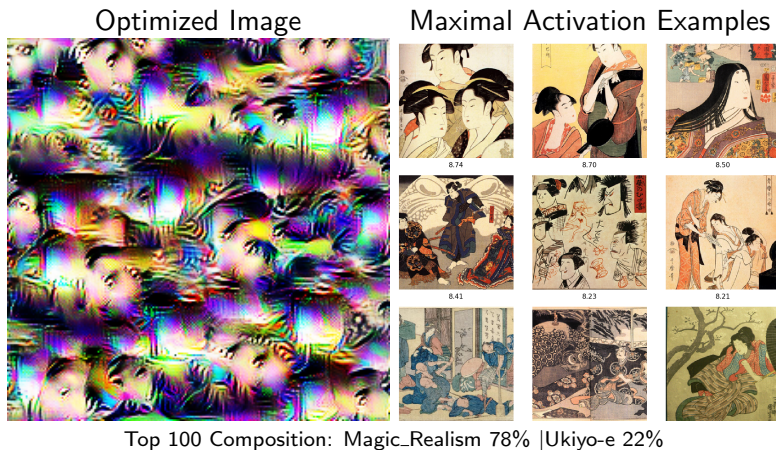 Optimized Image
Maximal Activation Examples
8.74
8.70
8.50
8.41
8.23
8.21
Top 100 Composition: Magic_Realism 78% |Ukiyo-e 22%